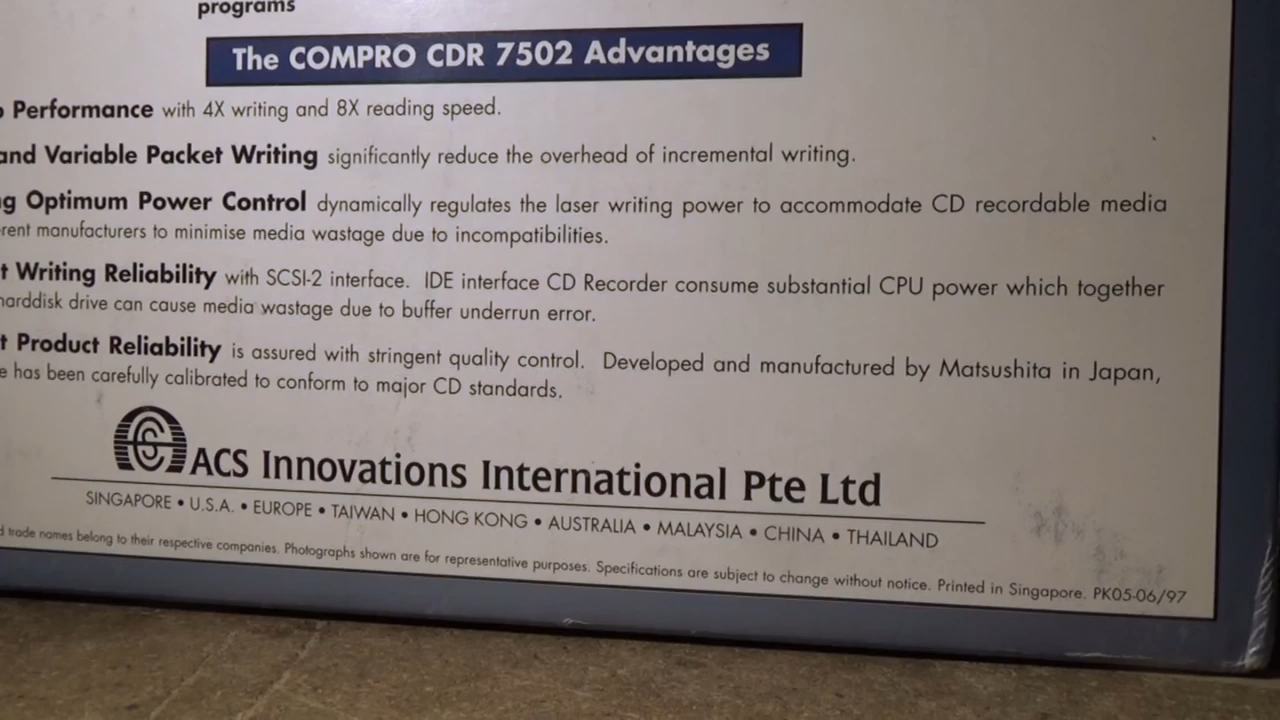 programs
The COMPRO CDR 7502 Advantages
Performance with 4X writing and 8X reading speed.
and Variable Packet Writing significantly reduce the overhead of incremental writing.
Optimum Power Control dynamically regulates the laser writing power to accommodate CD recordable media
manufacturers to minimise media wastage due to incompatibilities.
Writing Reliability with SCSI-2 interface. IDE interface CD Recorder consume substantial CPU power which together
harddisk drive can cause media wastage due to buffer underrun error.
Product Reliability is assured with stringent quality control. Developed and manufactured by Matsushita in Japan,
has been carefully calibrated to conform to major CD standards.
ACS Innovations International Pte Ltd
SINGAPORE • U.S.A. • EUROPE • TAIWAN • HONG KONG • AUSTRALIA • MALAYSIA • CHINA • THAILAND
trade names belong to their respective companies. Photographs shown are for representative purposes. Specifications are subject to change without notice. Printed in Singapore. PK05-06/97